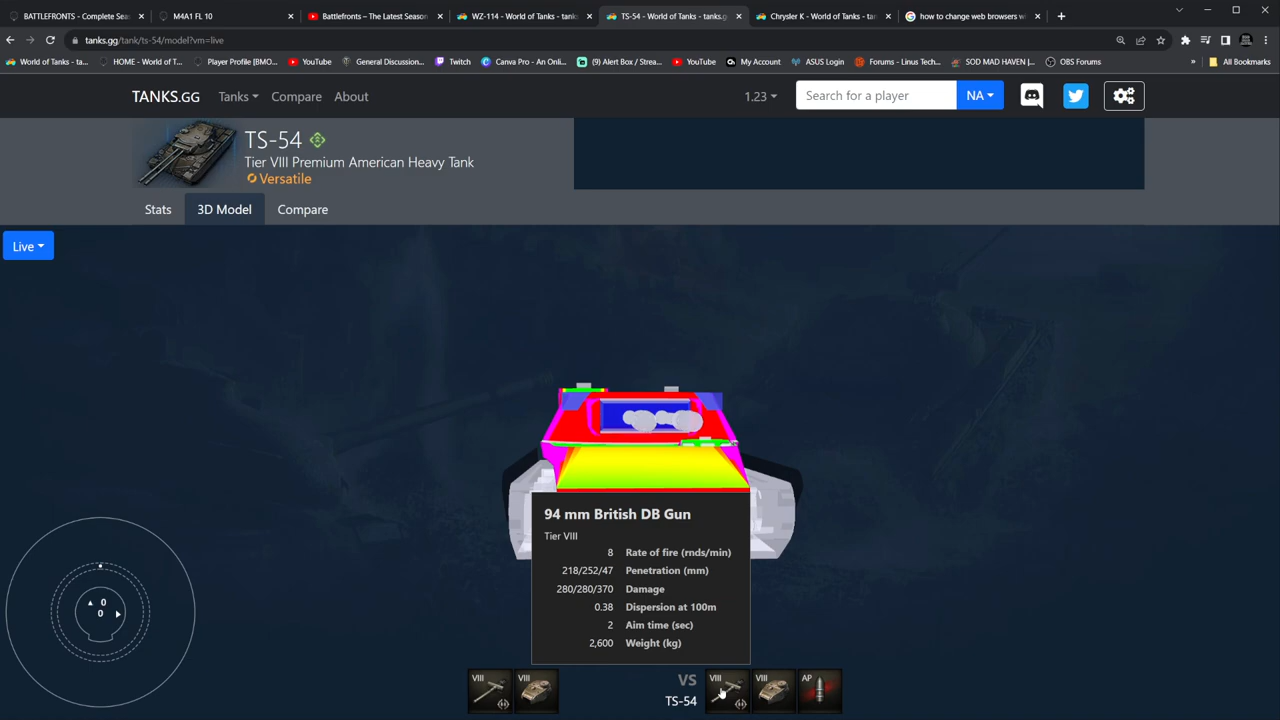 BATTLEFRONTS - Complete Seas
M4A1 FL 10
Battlefronts – The Latest Season
WZ-114 - World of Tanks - tanks
TS-54 - World of Tanks - tanks.g
Chrysler K - World of Tanks - tan
how to change web browsers w
tanks.gg/tank/ts-54/model?vm=live
World of Tanks - ta...
HOME - World of T...
Player Profile [BMO...
YouTube
General Discussion...
Twitch
Canva Pro - An Onli...
(9) Alert Box / Strea...
YouTube
My Account
ASUS Login
Forums - Linus Tech...
SOD MAD HAVEN |...
OBS Forums
»
All Bookmarks
TANKS.GG
Tanks
Compare
About
1.23
Search for a player
NA
TS-54
Tier VIII Premium American Heavy Tank
Versatile
Stats
3D Model
Compare
Live
94 mm British DB Gun
Tier VIII
8 Rate of fire (rnds/min)
218/252/47 Penetration (mm)
280/280/370 Damage
0.38 Dispersion at 100m
2 Aim time (sec)
2,600 Weight (kg)
0
0
VIII
VIII
VS
TS-54
VIII
VIII
AP